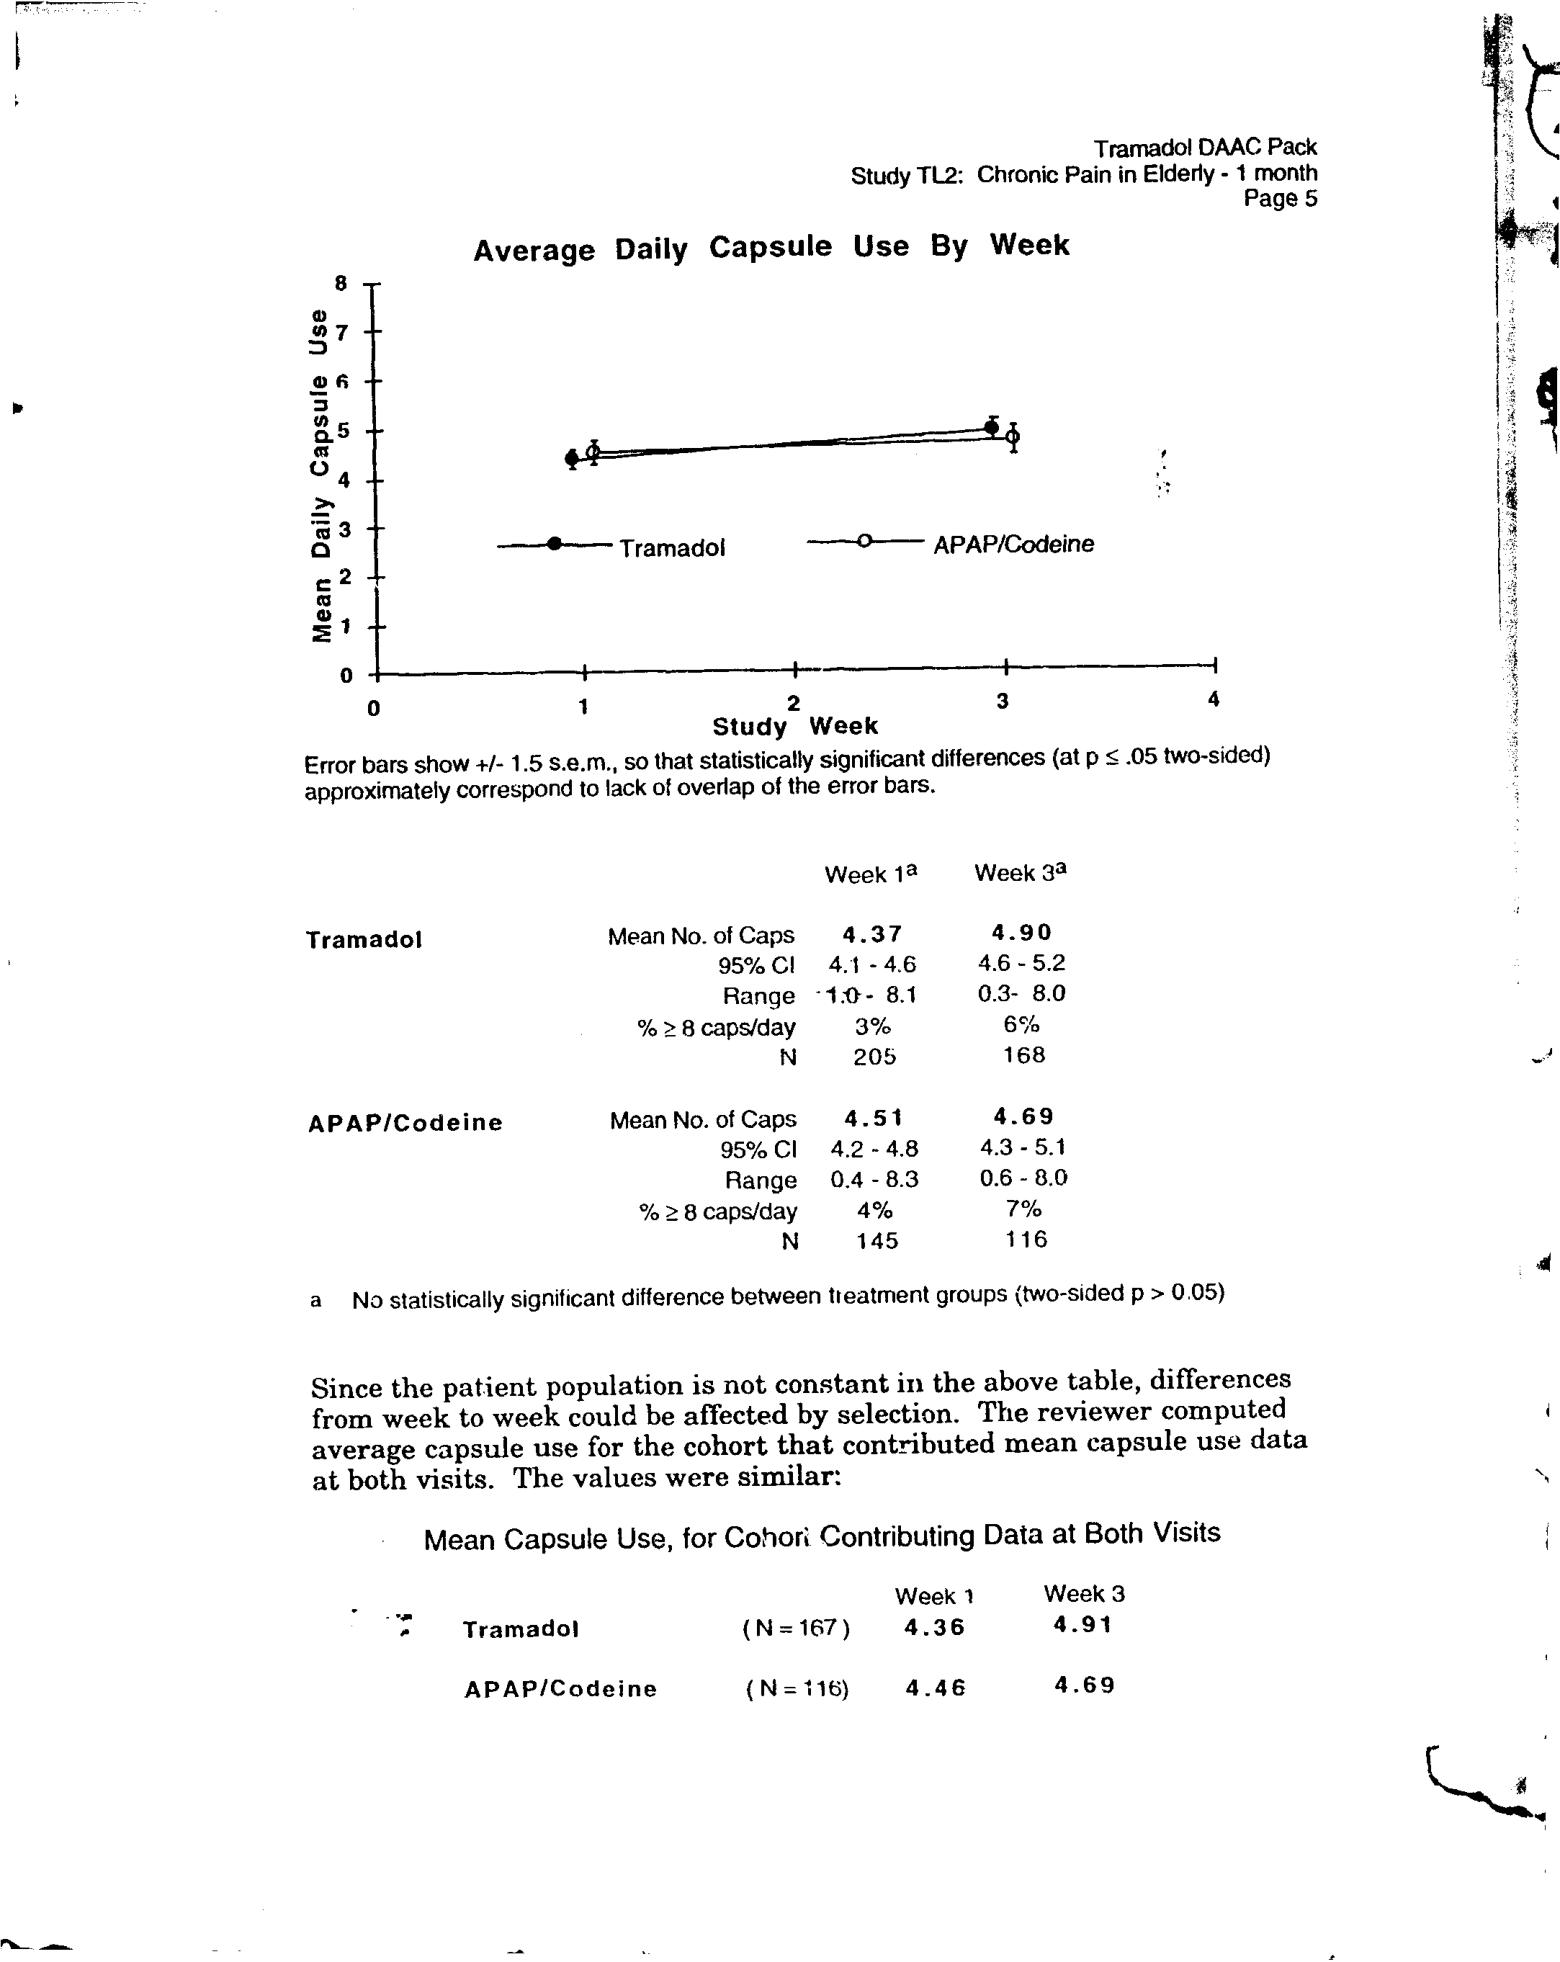 Tramadol DAAC Pack
Study TL2: Chronic Pain in Elderly - 1 month
Page 5
Average Daily Capsule Use By Week
Mean Daily Capsule Use
8
7
6
5
4
3
2
1
0
Tramadol
APAP/Codeine
0 1 2 3 4
Study Week
Error bars show +/- 1.5 s.e.m., so that statistically significant differences (at p ≤ .05 two-sided)
approximately correspond to lack of overlap of the error bars.
Week 1a Week 3a
Tramadol Mean No. of Caps 4.37 4.90
95% CI 4.1 - 4.6 4.6 - 5.2
Range 1.0 - 8.1 0.3- 8.0
% ≥ 8 caps/day 3% 6%
N 205 168
APAP/Codeine Mean No. of Caps 4.51 4.69
95% CI 4.2 - 4.8 4.3 - 5.1
Range 0.4 - 8.3 0.6 - 8.0
% ≥ 8 caps/day 4% 7%
N 145 116
a No statistically significant difference between treatment groups (two-sided p > 0.05)
Since the patient population is not constant in the above table, differences
from week to week could be affected by selection. The reviewer computed
average capsule use for the cohort that contributed mean capsule use data
at both visits. The values were similar:
Mean Capsule Use, for Cohort Contributing Data at Both Visits
Week 1 Week 3
Tramadol (N = 167) 4.36 4.91
APAP/Codeine (N = 116) 4.46 4.69